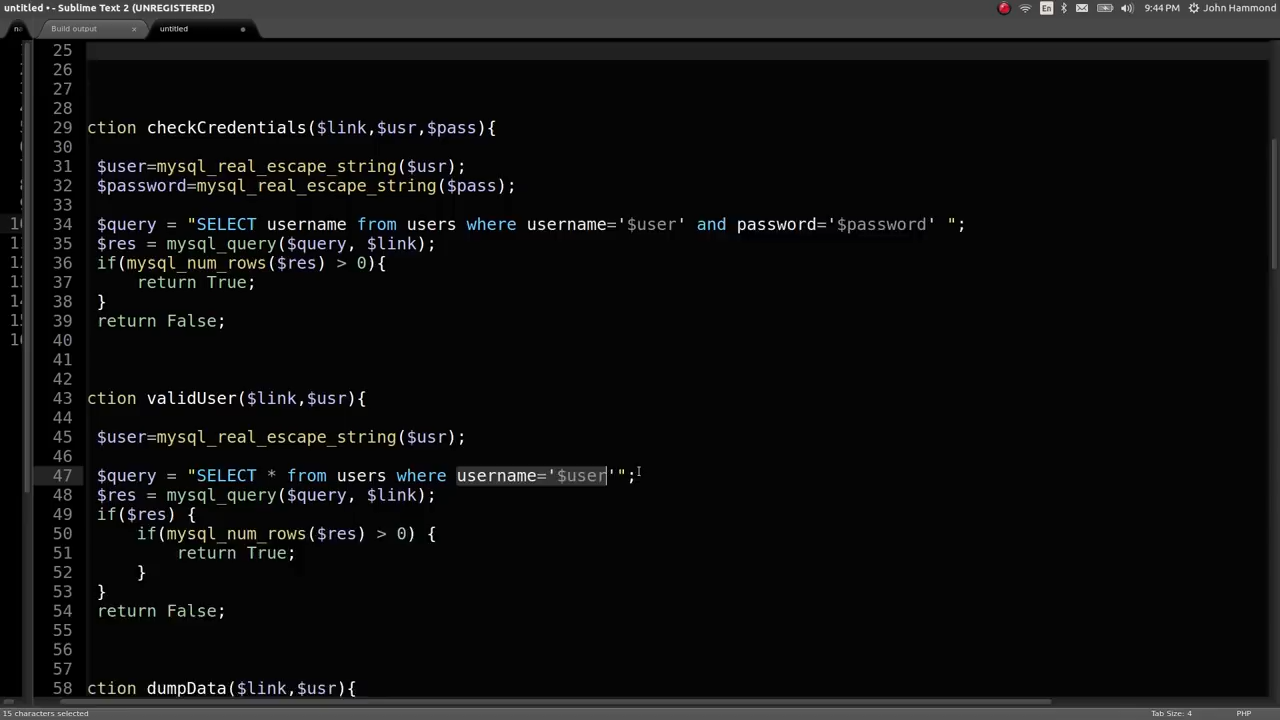 untitled • - Sublime Text 2 (UNREGISTERED)
En
9:44 PM
John Hammond
Build output
untitled
25
26
27
28
29 ction checkCredentials($link,$usr,$pass){
30
31 $user=mysql_real_escape_string($usr);
32 $password=mysql_real_escape_string($pass);
33
34 $query = "SELECT username from users where username='$user' and password='$password' ";
35 $res = mysql_query($query, $link);
36 if(mysql_num_rows($res) > 0){
37 return True;
38 }
39 return False;
40
41
42
43 ction validUser($link,$usr){
44
45 $user=mysql_real_escape_string($usr);
46
47 $query = "SELECT * from users where username='$user'";
48 $res = mysql_query($query, $link);
49 if($res) {
50 if(mysql_num_rows($res) > 0) {
51 return True;
52 }
53 }
54 return False;
55
56
57
58 ction dumpData($link,$usr){
15 characters selected
Tab Size: 4
PHP